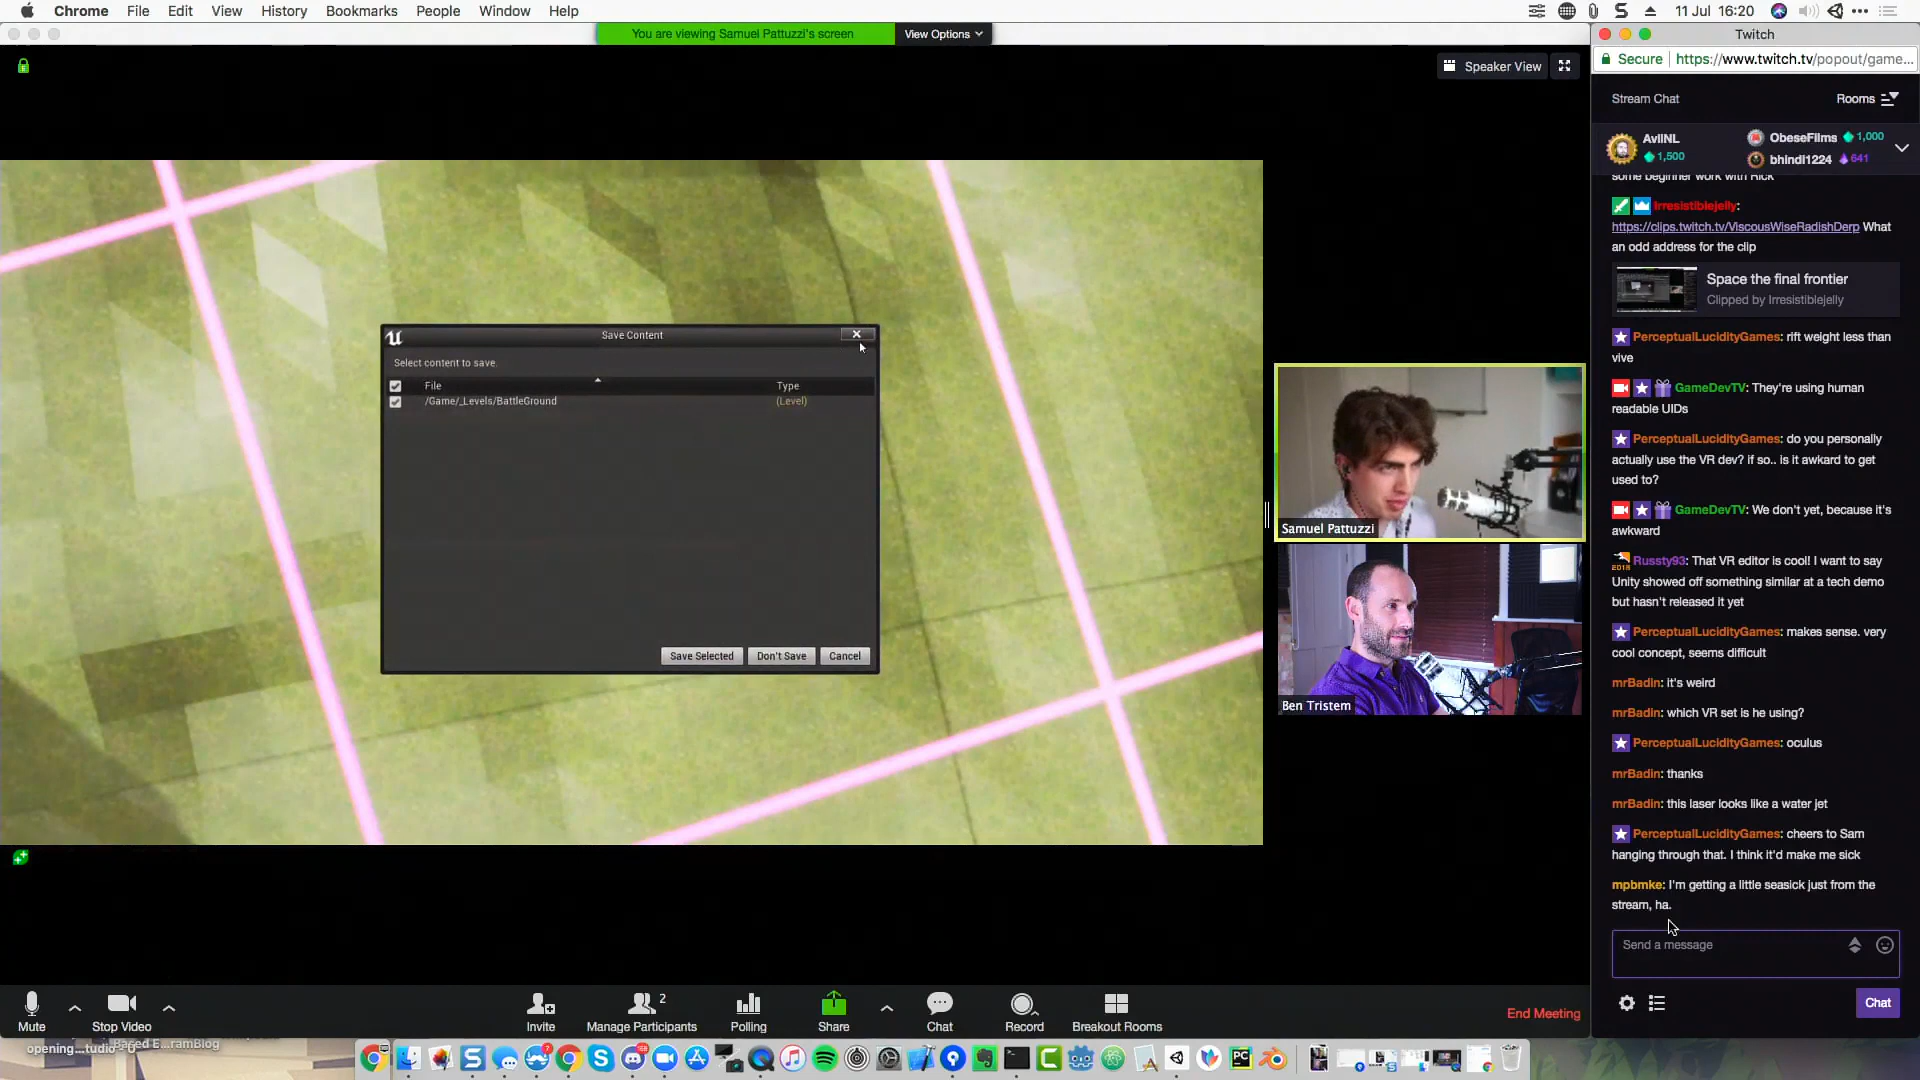 Chrome File Edit View History Bookmarks People Window Help
11 Jul 16:20
You are viewing Samuel Pattuzzi's screen
View Options
Speaker View
Save Content
Select content to save.
File Type
/Game/_Levels/BattleGround (Level)
Save Selected Don't Save Cancel
Samuel Pattuzzi
Ben Tristem
Twitch
Secure https://www.twitch.tv/popout/game...
Stream Chat Rooms
AvilNL ObeseFilms 1,000
1,500 bhindi1224 641
some beginner work with Rick
Irresistiblejelly:
https://clips.twitch.tv/ViscousWiseRadishDerp What
an odd address for the clip
Space the final frontier
Clipped by Irresistiblejelly
PerceptualLucidityGames: rift weight less than
vive
GameDevTV: They're using human
readable UIDs
PerceptualLucidityGames: do you personally
actually use the VR dev? if so.. is it awkard to get
used to?
GameDevTV: We don't yet, because it's
awkward
Russty93: That VR editor is cool! I want to say
Unity showed off something similar at a tech demo
but hasn't released it yet
PerceptualLucidityGames: makes sense. very
cool concept, seems difficult
mrBadin: it's weird
mrBadin: which VR set is he using?
PerceptualLucidityGames: oculus
mrBadin: thanks
mrBadin: this laser looks like a water jet
PerceptualLucidityGames: cheers to Sam
hanging through that. I think it'd make me sick
mpbmke: I'm getting a little seasick just from the
stream, ha.
Send a message
Chat
2
Mute Stop Video Invite Manage Participants Polling Share Chat Record Breakout Rooms
End Meeting